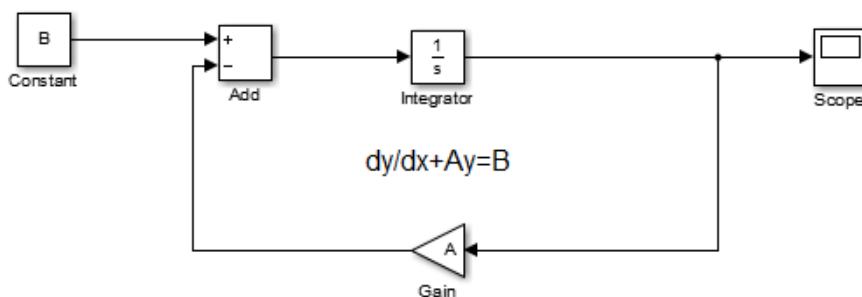 B
Constant
+
−
Add
1
s
Integrator
Scope
dy/dx+Ay=B
A
Gain